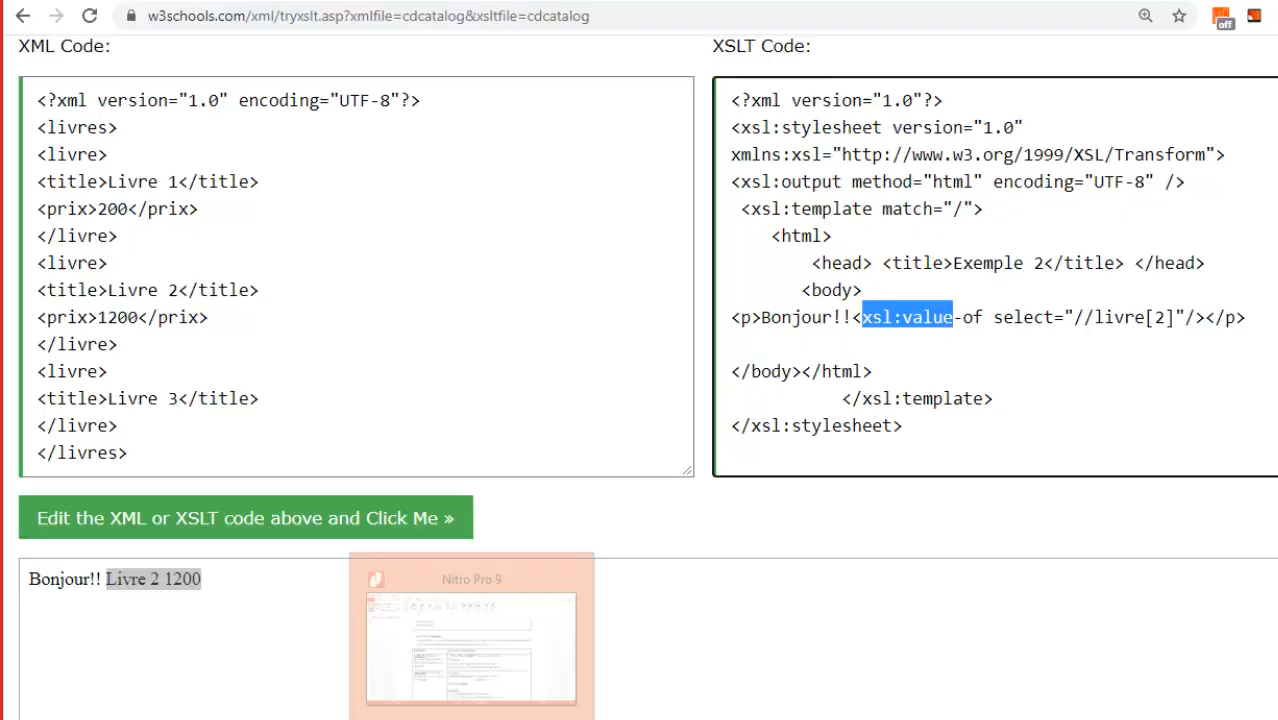 w3schools.com/xml/tryxslt.asp?xmlfile=cdcatalog&xsltfile=cdcatalog
off
XML Code:
<?xml version="1.0" encoding="UTF-8"?>
<livres>
<livre>
<title>Livre 1</title>
<prix>200</prix>
</livre>
<livre>
<title>Livre 2</title>
<prix>1200</prix>
</livre>
<livre>
<title>Livre 3</title>
</livre>
</livres>
XSLT Code:
<?xml version="1.0"?>
<xsl:stylesheet version="1.0"
xmlns:xsl="http://www.w3.org/1999/XSL/Transform">
<xsl:output method="html" encoding="UTF-8" />
<xsl:template match="/">
<html>
<head> <title>Exemple 2</title> </head>
<body>
<p>Bonjour!!<xsl:value-of select="//livre[2]"/></p>
</body></html>
</xsl:template>
</xsl:stylesheet>
Edit the XML or XSLT code above and Click Me »
Bonjour!! Livre 2 1200
Nitro Pro 9